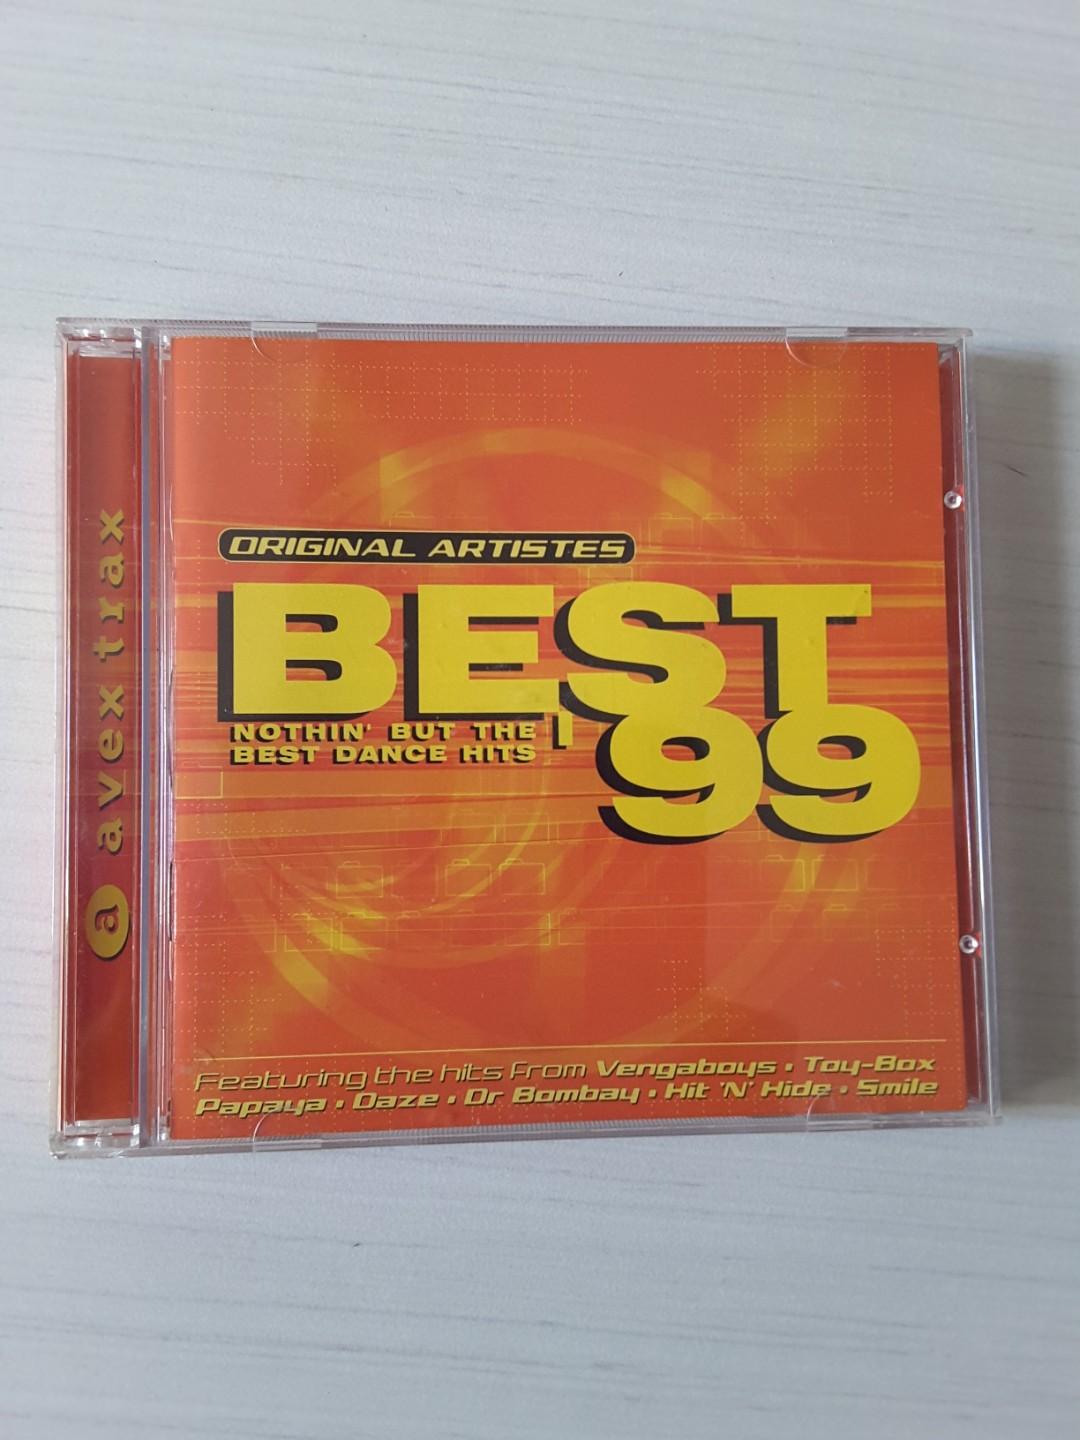 a avex trax
ORIGINAL ARTISTES
BEST
NOTHIN' BUT THE
BEST DANCE HITS
'99
Featuring the hits from Vengaboys • Toy-Box
Papaya • Daze • Dr Bombay • Hit 'N' Hide • Smile